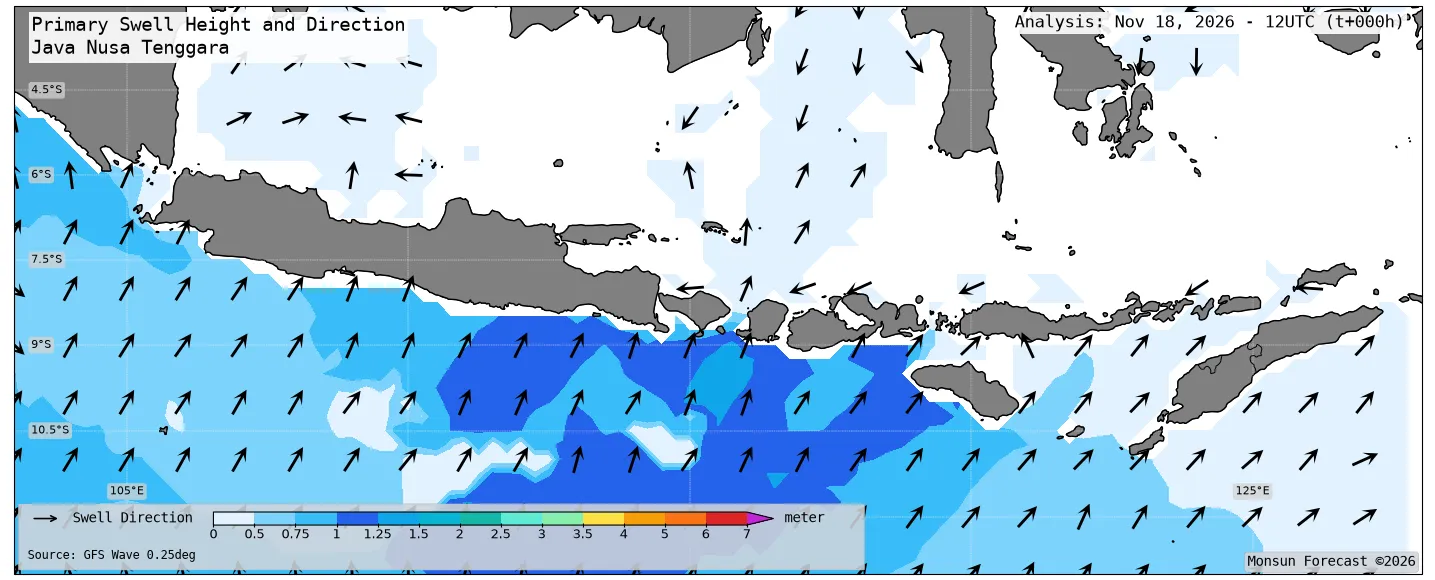 Primary Swell Height and Direction
Java Nusa Tenggara
Analysis: Nov 18, 2026 - 12UTC (t+000h)
4.5°S
6°S
7.5°S
9°S
10.5°S
105°E
125°E
Swell Direction
0 0.5 0.75 1 1.25 1.5 2 2.5 3 3.5 4 5 6 7
meter
Source: GFS Wave 0.25deg
Monsun Forecast ©2026